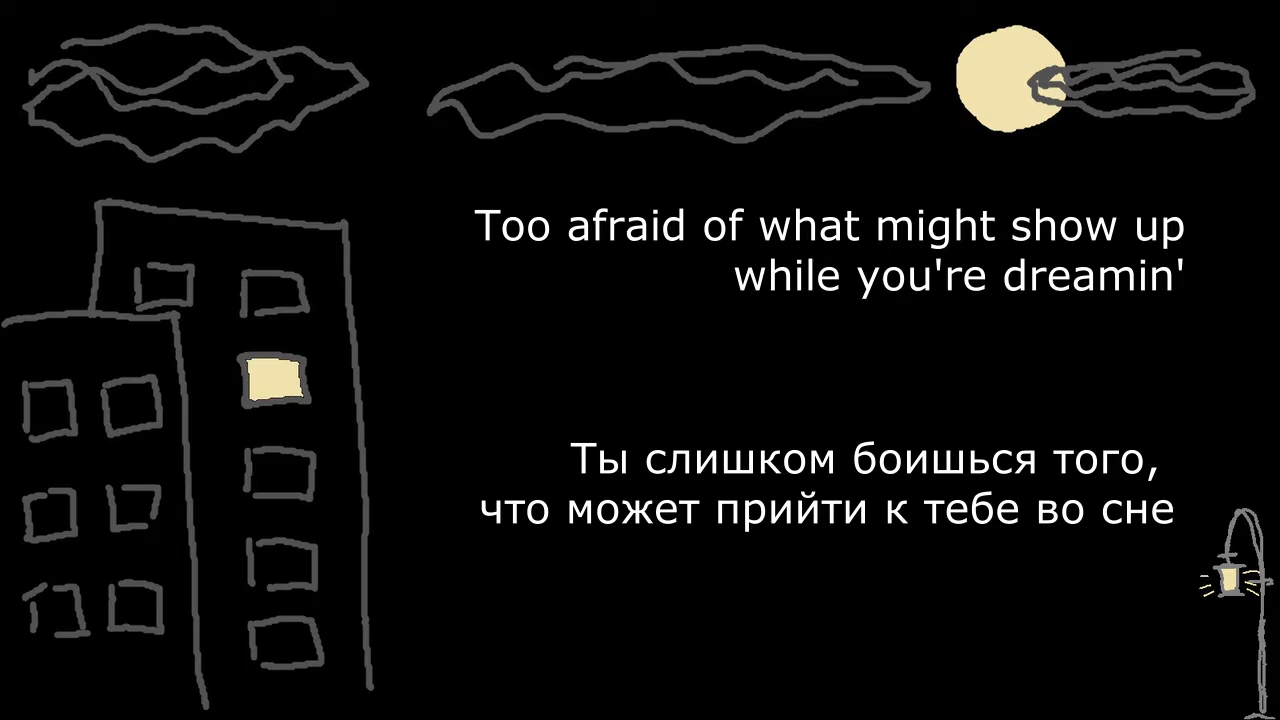 Too afraid of what might show up
while you're dreamin'
Ты слишком боишься того,
что может прийти к тебе во сне